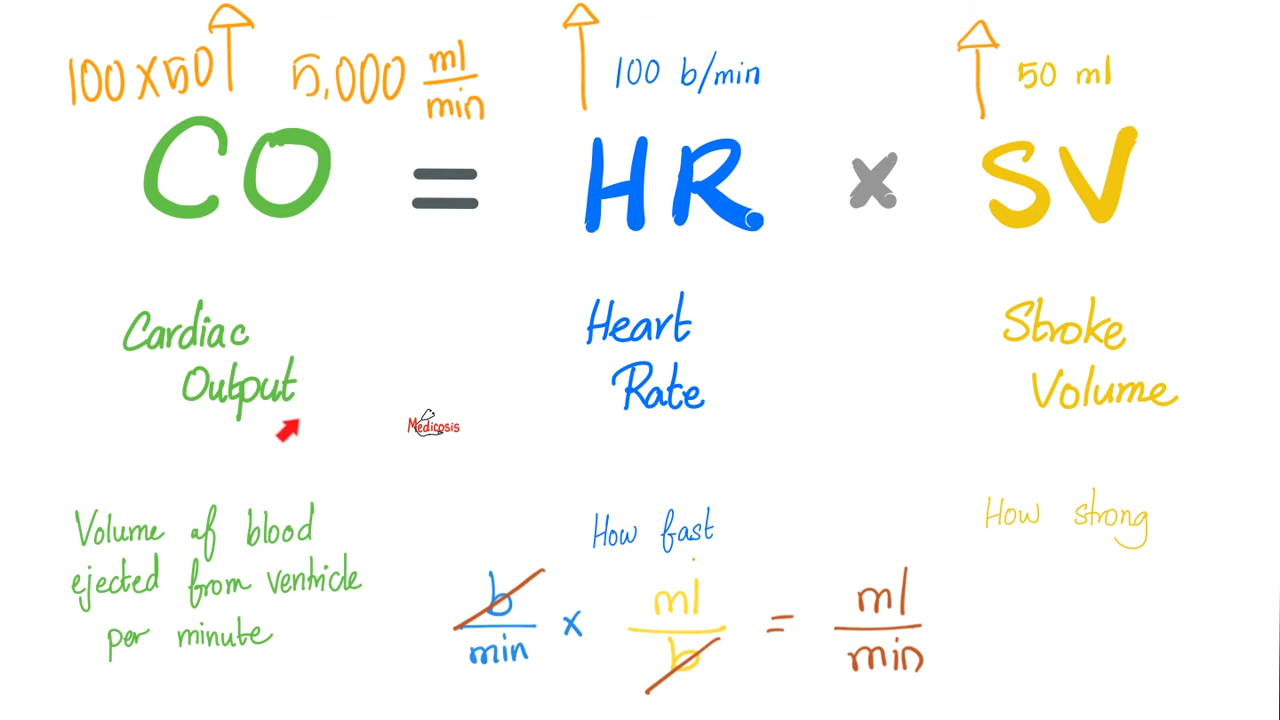 100 x 50 5,000 ml/min
100 b/min
50 ml
CO = HR x SV
Cardiac
Output
Heart
Rate
Stroke
Volume
Medicosis
Volume af blood
ejected from ventricle
per minute
How fast
How strong
b/min x ml/b = ml/min